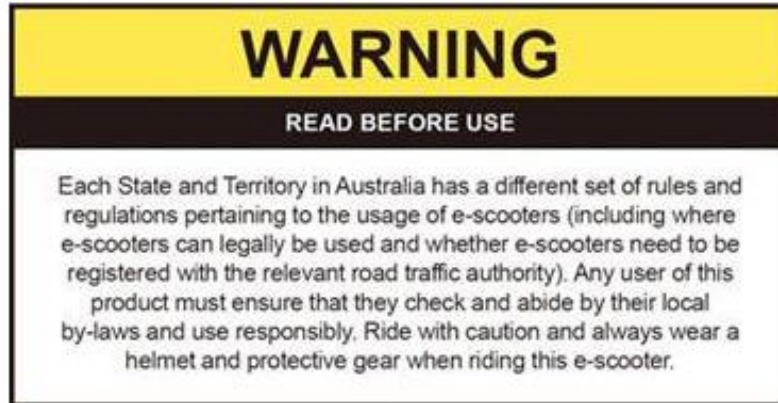 WARNING
READ BEFORE USE
Each State and Territory in Australia has a different set of rules and
regulations pertaining to the usage of e-scooters (including where
e-scooters can legally be used and whether e-scooters need to be
registered with the relevant road traffic authority). Any user of this
product must ensure that they check and abide by their local
by-laws and use responsibly. Ride with caution and always wear a
helmet and protective gear when riding this e-scooter.